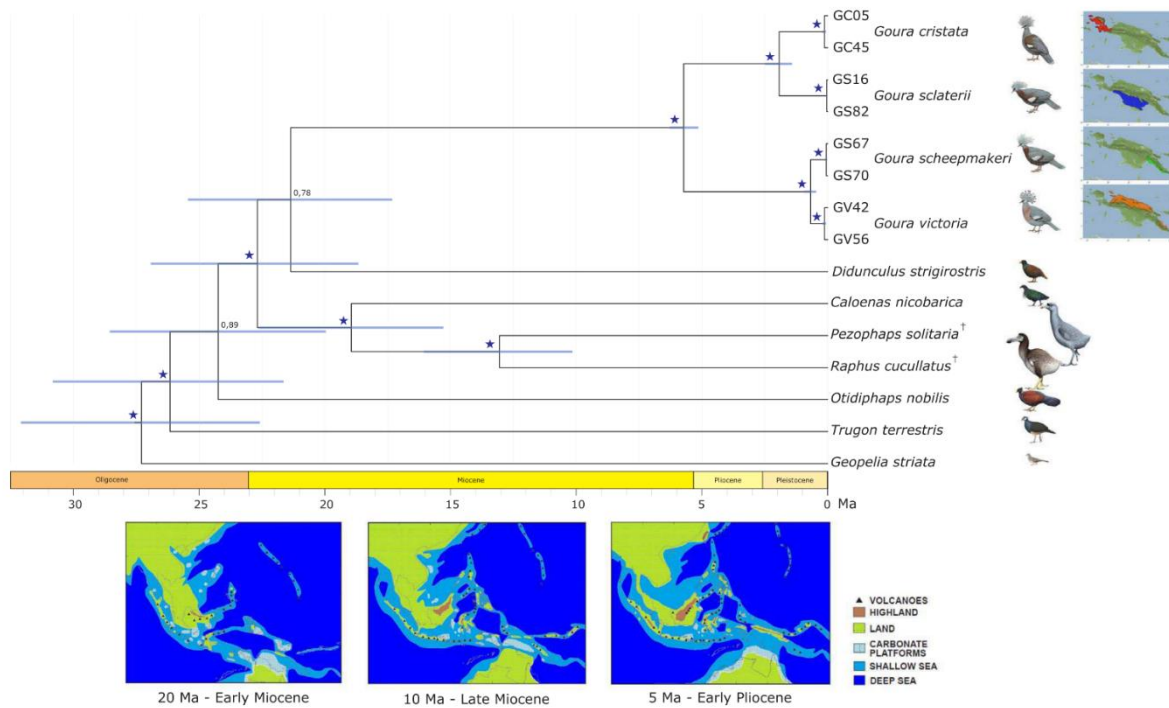 GC05
Goura cristata
GC45
GS16
Goura sclaterii
GS82
GS67
Goura scheepmakeri
GS70
GV42
Goura victoria
GV56
0,78
Didunculus strigirostris
Caloenas nicobarica
Pezophaps solitaria†
0,89
Raphus cucullatus†
Otidiphaps nobilis
Trugon terrestris
Geopelia striata
Oligocene Miocene Pliocene Pleistocene
30 25 20 15 10 5 0 Ma
VOLCANOES
HIGHLAND
LAND
CARBONATE
PLATFORMS
SHALLOW SEA
DEEP SEA
20 Ma - Early Miocene 10 Ma - Late Miocene 5 Ma - Early Pliocene